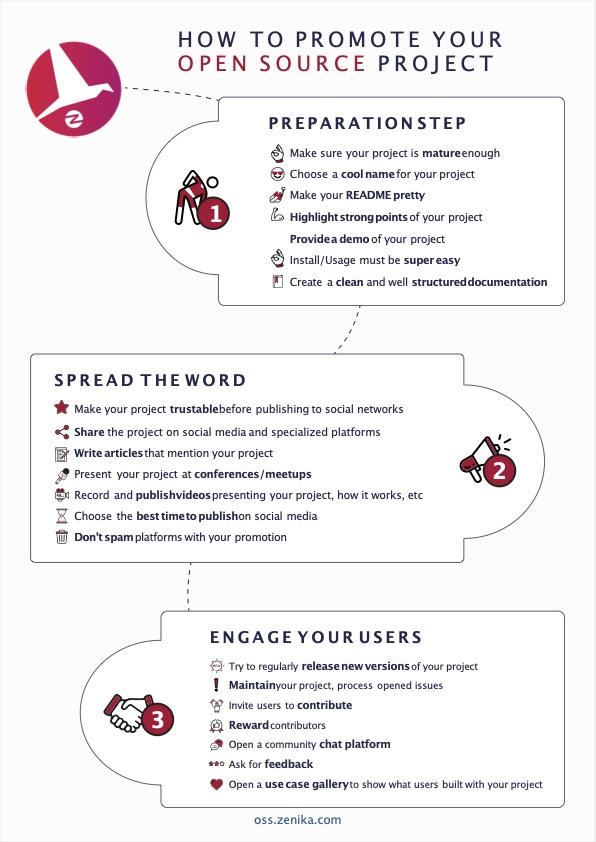 HOW TO PROMOTE YOUR
OPEN SOURCE PROJECT
PREPARATION STEP
Make sure your project is mature enough
Choose a cool name for your project
Make your README pretty
1
Highlight strong points of your project
Provide a demo of your project
Install/Usage must be super easy
Create a clean and well structured documentation
SPREAD THE WORD
Make your project trustable before publishing to social networks
Share the project on social media and specialized platforms
Write articles that mention your project
2
Present your project at conferences/meetups
Record and publish videos presenting your project, how it works, etc
Choose the best time to publish on social media
Don't spam platforms with your promotion
ENGAGE YOUR USERS
Try to regularly release new versions of your project
Maintain your project, process opened issues
Invite users to contribute
3
Reward contributors
Open a community chat platform
Ask for feedback
Open a use case gallery to show what users built with your project
oss.zenika.com